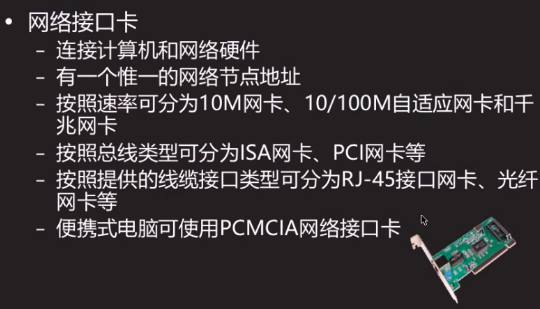 • 网络接口卡
– 连接计算机和网络硬件
– 有一个惟一的网络节点地址
– 按照速率可分为10M网卡、10/100M自适应网卡和千
兆网卡
– 按照总线类型可分为ISA网卡、PCI网卡等
– 按照提供的线缆接口类型可分为RJ-45接口网卡、光纤
网卡等
– 便携式电脑可使用PCMCIA网络接口卡